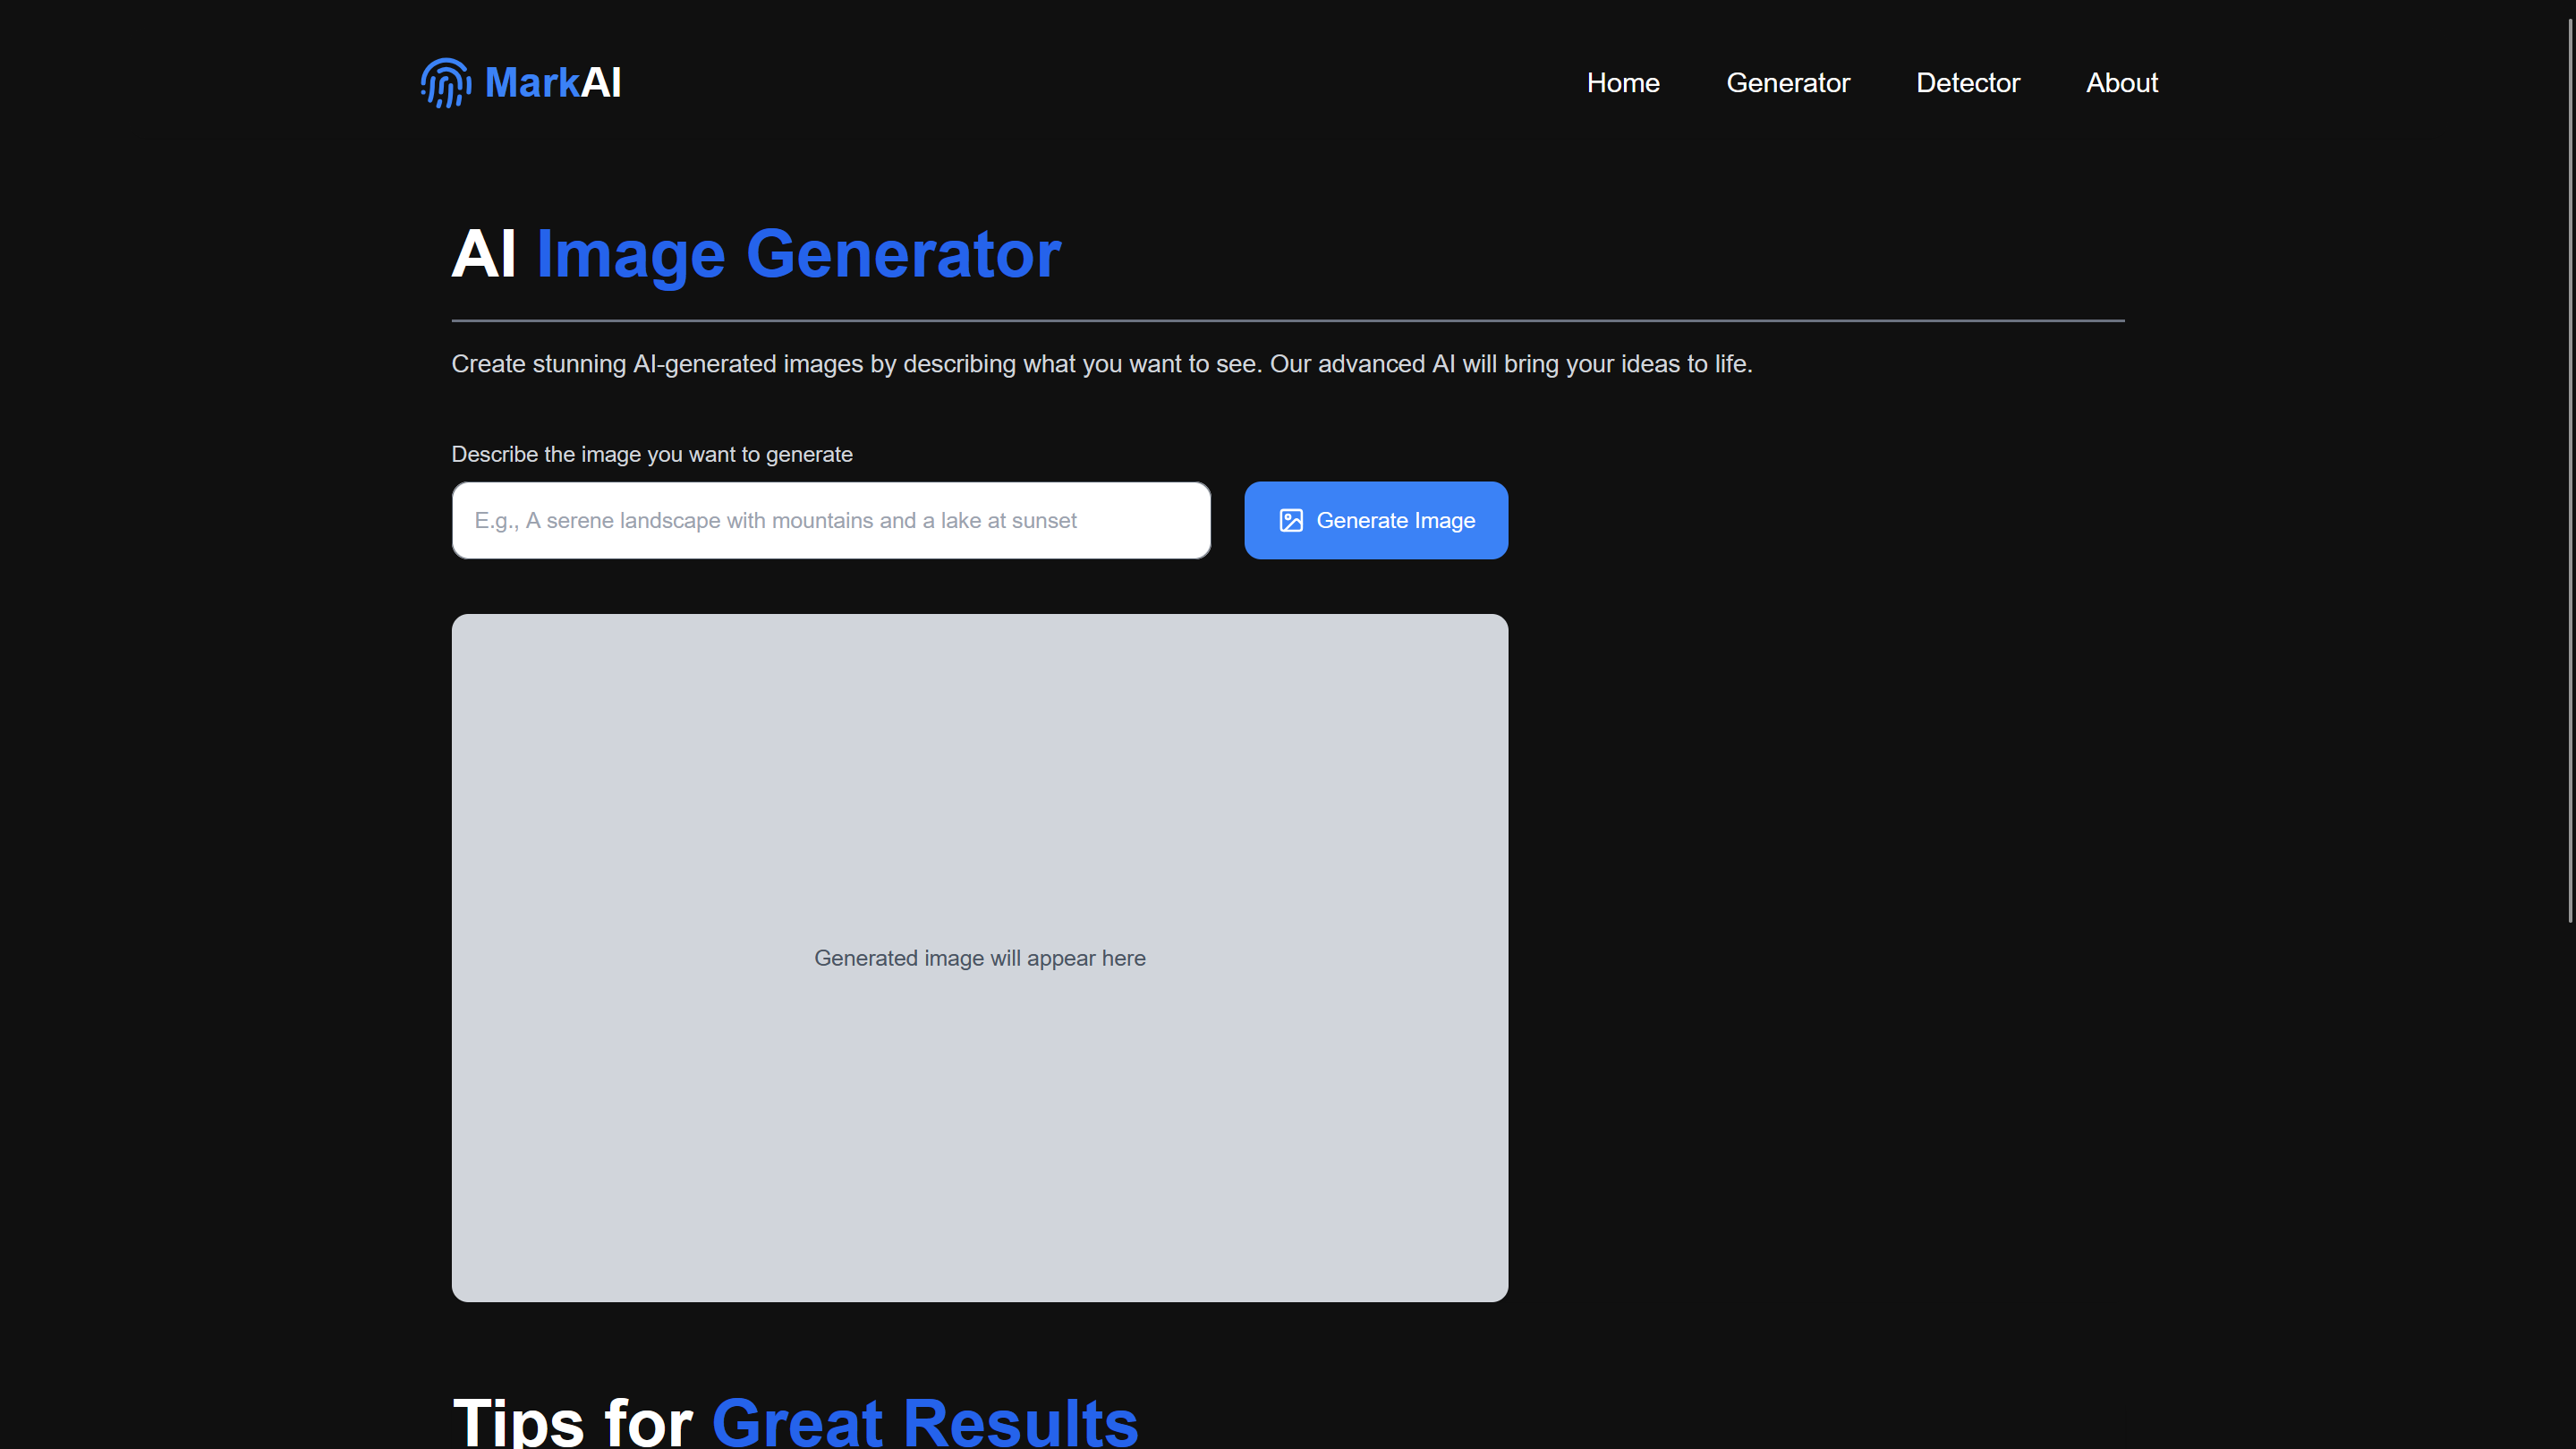 MarkAI
Home Generator Detector About
AI Image Generator
Create stunning AI-generated images by describing what you want to see. Our advanced AI will bring your ideas to life.
Describe the image you want to generate
E.g., A serene landscape with mountains and a lake at sunset
Generate Image
Generated image will appear here
Tips for Great Results